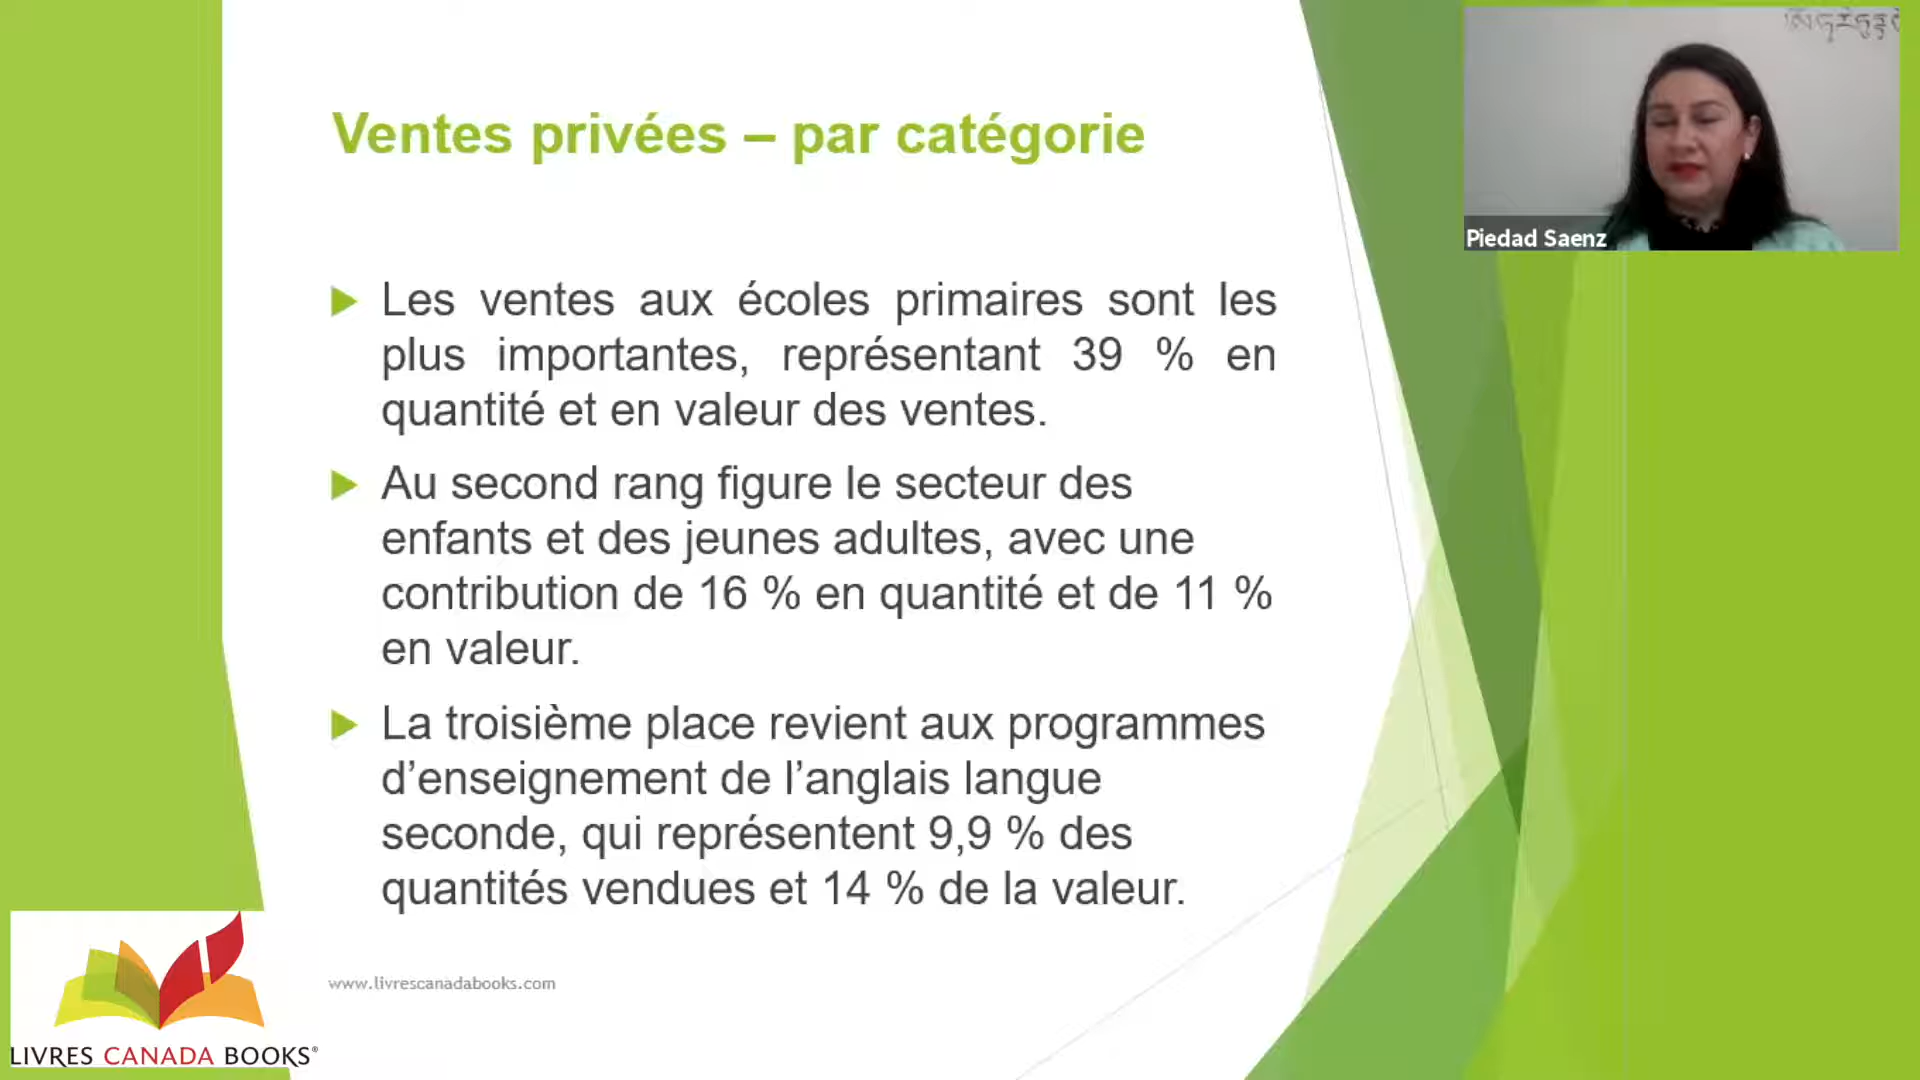 Ventes privées – par catégorie
Les ventes aux écoles primaires sont les
plus importantes, représentant 39 % en
quantité et en valeur des ventes.
Au second rang figure le secteur des
enfants et des jeunes adultes, avec une
contribution de 16 % en quantité et de 11 %
en valeur.
La troisième place revient aux programmes
d’enseignement de l’anglais langue
seconde, qui représentent 9,9 % des
quantités vendues et 14 % de la valeur.
www.livrescanadabooks.com
LIVRES CANADA BOOKS®
Piedad Saenz